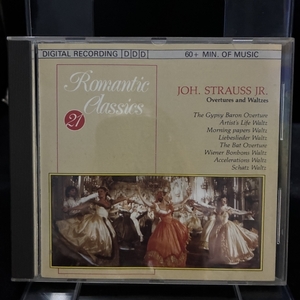 DIGITAL RECORDING [D|D|D]
60+ MIN. OF MUSIC
Romantic
Classics
21
JOH. STRAUSS JR.
Overtures and Waltzes
The Gypsy Baron Overture
Artist's Life Waltz
Morning papers Waltz
Liebeslieder Waltz
The Bat Overture
Wiener Bonbons Waltz
Accelerations Waltz
Schatz Waltz